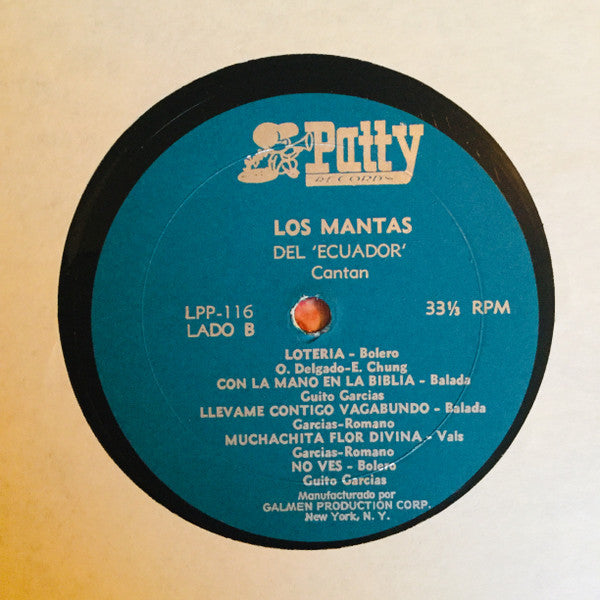 Patty
RECORDS
LOS MANTAS
DEL 'ECUADOR'
Cantan
LPP-116
LADO B
33⅓ RPM
LOTERIA - Bolero
O. Delgado-E. Chung
CON LA MANO EN LA BIBLIA - Balada
Guito Garcias
LLEVAME CONTIGO VAGABUNDO - Balada
Garcias-Romano
MUCHACHITA FLOR DIVINA - Vals
Garcias-Romano
NO VES - Bolero
Guito Garcias
Manufacturado por
GALMEN PRODUCTION CORP.
New York, N. Y.